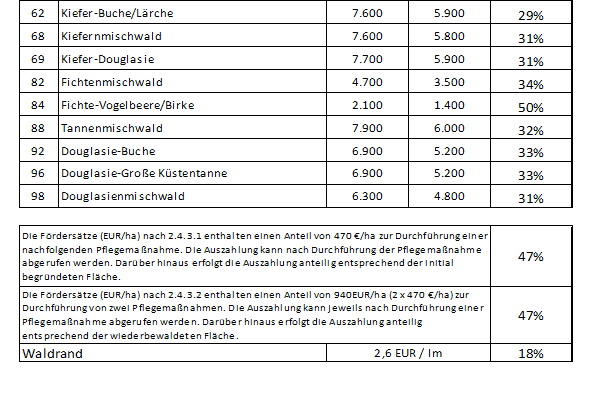 62 Kiefer-Buche/Lärche 7.600 5.900 29%
68 Kiefernmischwald 7.600 5.800 31%
69 Kiefer-Douglasie 7.700 5.900 31%
82 Fichtenmischwald 4.700 3.500 34%
84 Fichte-Vogelbeere/Birke 2.100 1.400 50%
88 Tannenmischwald 7.900 6.000 32%
92 Douglasie-Buche 6.900 5.200 33%
96 Douglasie-Große Küstentanne 6.900 5.200 33%
98 Douglasienmischwald 6.300 4.800 31%
Die Fördersätze (EUR/ha) nach 2.4.3.1 enthalten einen Anteil von 470 €/ha zur Durchführung einer
nachfolgenden Pflegemaßnahme. Die Auszahlung kann nach Durchführung der Pflegemaßnahme
abgerufen werden. Darüber hinaus erfolgt die Auszahlung anteilig entsprechend der initial
begründeten Fläche.
47%
Die Fördersätze (EUR/ha) nach 2.4.3.2 enthalten einen Anteil von 940EUR/ha (2 x 470 €/ha) zur
Durchführung von zwei Pflegemaßnahmen. Die Auszahlung kann jeweils nach Durchführung einer
Pflegemaßnahme abgerufen werden. Darüber hinaus erfolgt die Auszahlung anteilig
entsprechend der wiederbewaldeten Fläche.
47%
Waldrand 2,6 EUR / lm 18%